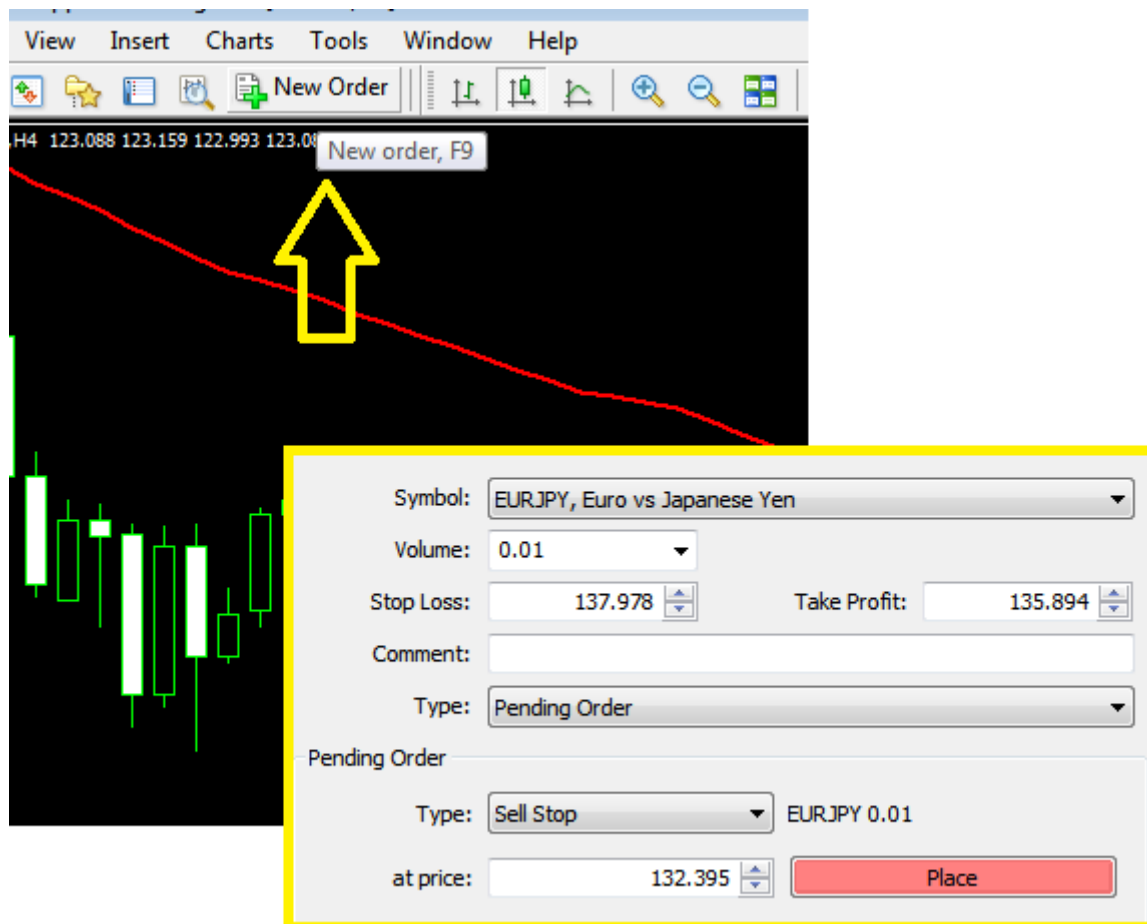 View Insert Charts Tools Window Help
New Order
,H4 123.088 123.159 122.993
New order, F9
Symbol: EURJPY, Euro vs Japanese Yen
Volume: 0.01
Stop Loss: 137.978 Take Profit: 135.894
Comment:
Type: Pending Order
Pending Order
Type: Sell Stop EURJPY 0.01
at price: 132.395 Place